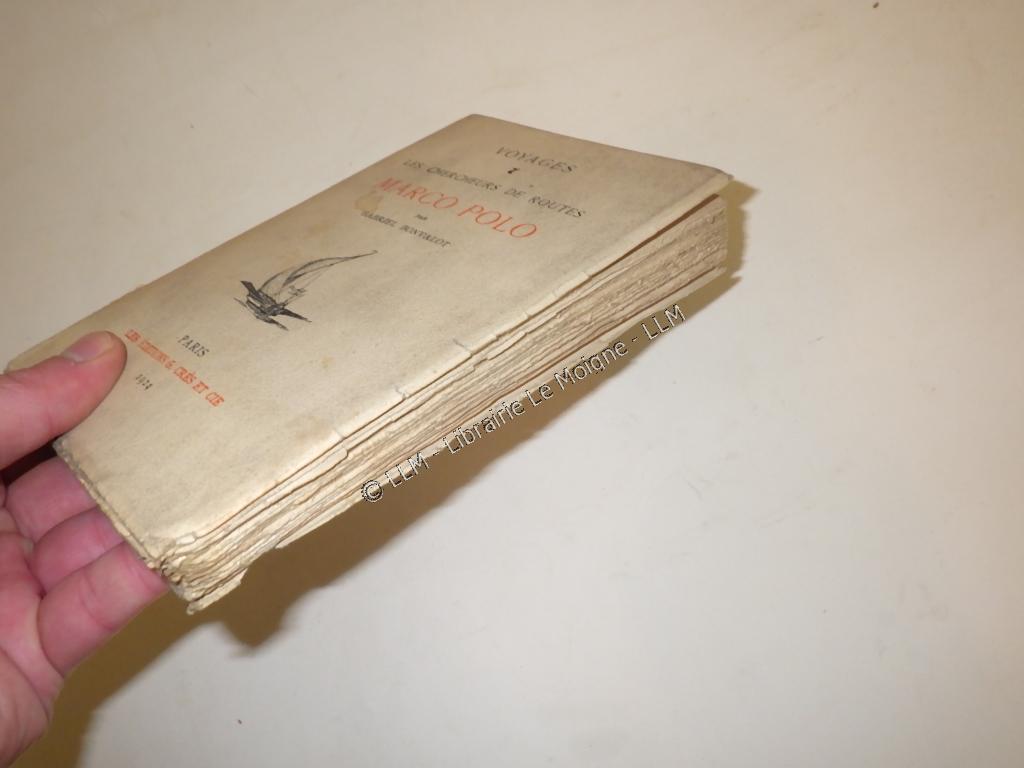 VOYAGES
LES CHERCHEURS DE ROUTES
MARCO POLO
PAR
GABRIEL BONVALOT
PARIS
LES ÉDITIONS G. CRÈS ET CIE
1924
© LLM - Librairie Le Moigne - LLM